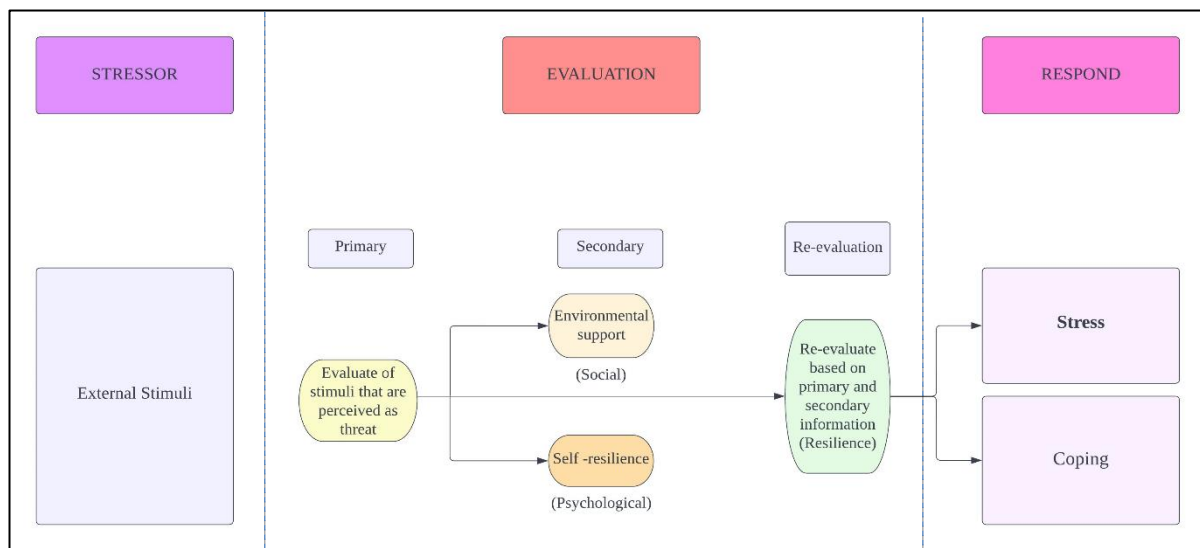 STRESSOR
EVALUATION
RESPOND
Primary
Secondary
Re-evaluation
External Stimuli
Evaluate of
stimuli that are
perceived as
threat
Environmental
support
(Social)
Self -resilience
(Psychological)
Re-evaluate
based on
primary and
secondary
information
(Resilience)
Stress
Coping